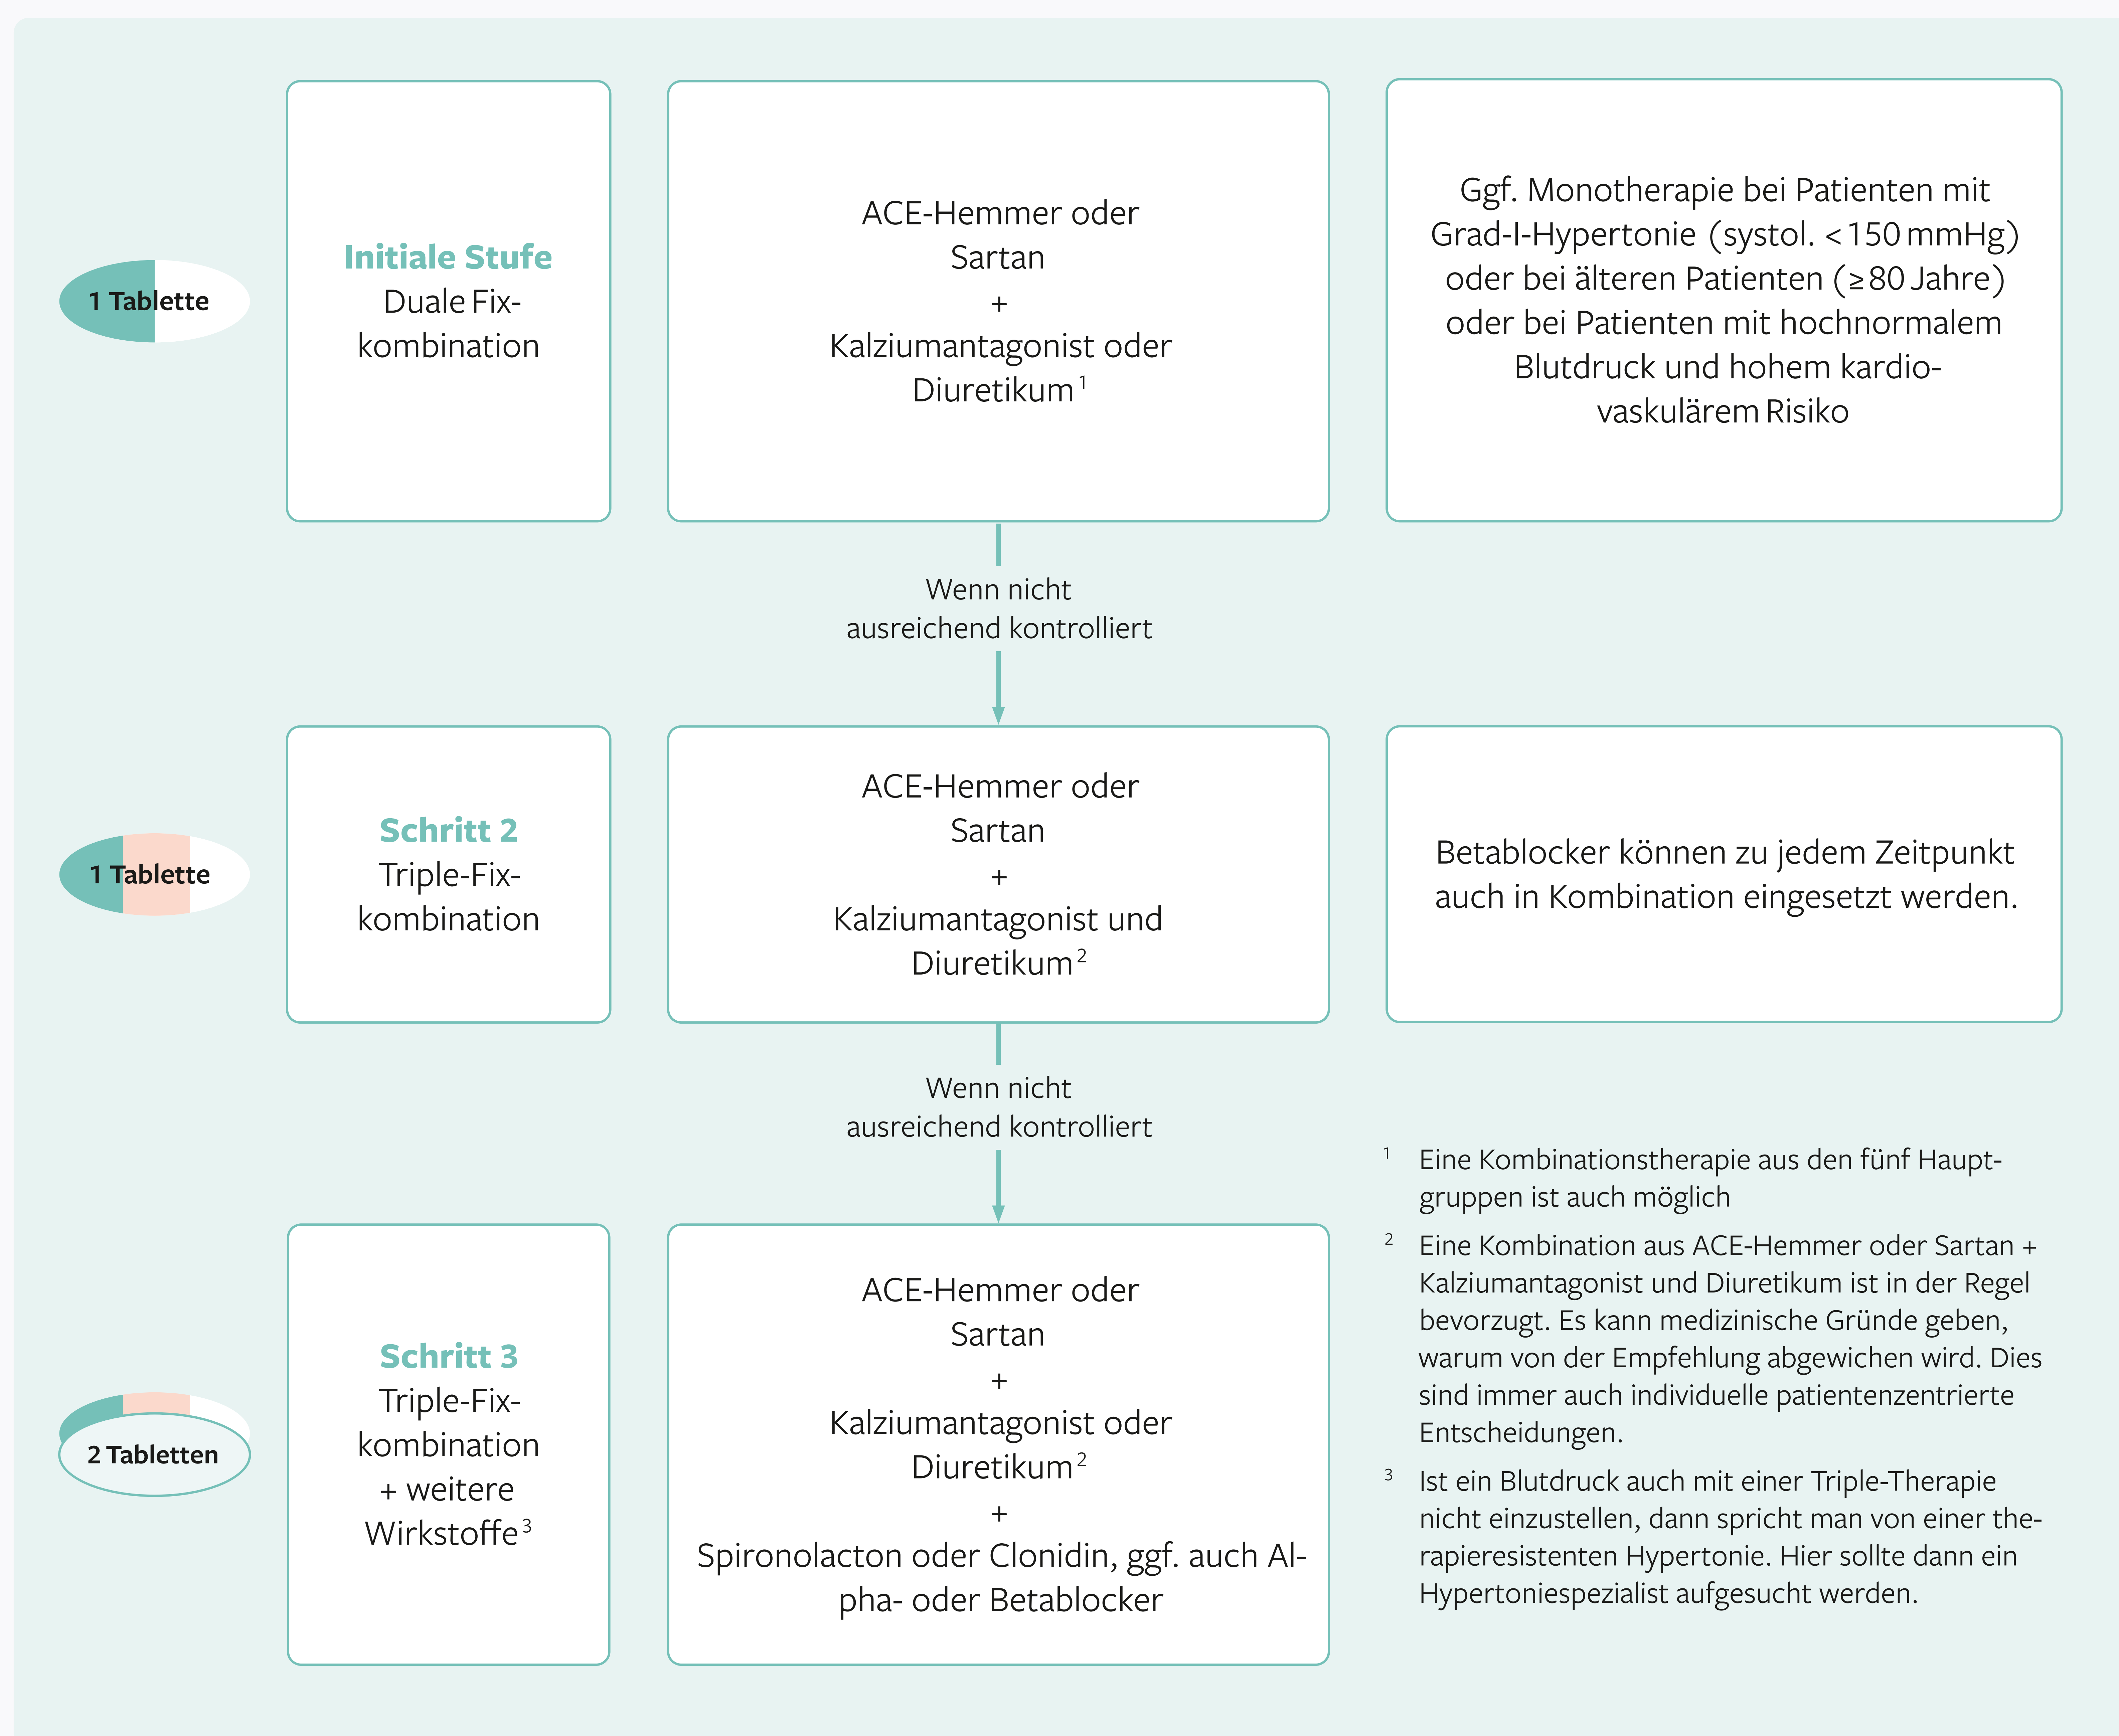 1 Tablette
Initiale Stufe
Duale Fix-
kombination
ACE-Hemmer oder
Sartan
+
Kalziumantagonist oder
Diuretikum¹
Ggf. Monotherapie bei Patienten mit
Grad-I-Hypertonie (systol. < 150 mmHg)
oder bei älteren Patienten (≥ 80 Jahre)
oder bei Patienten mit hochnormalem
Blutdruck und hohem kardio-
vaskulärem Risiko
Wenn nicht
ausreichend kontrolliert
1 Tablette
Schritt 2
Triple-Fix-
kombination
ACE-Hemmer oder
Sartan
+
Kalziumantagonist und
Diuretikum²
Betablocker können zu jedem Zeitpunkt
auch in Kombination eingesetzt werden.
Wenn nicht
ausreichend kontrolliert
2 Tabletten
Schritt 3
Triple-Fix-
kombination
+ weitere
Wirkstoffe³
ACE-Hemmer oder
Sartan
+
Kalziumantagonist oder
Diuretikum²
+
Spironolacton oder Clonidin, ggf. auch Al-
pha- oder Betablocker
¹ Eine Kombinationstherapie aus den fünf Haupt-
gruppen ist auch möglich
² Eine Kombination aus ACE-Hemmer oder Sartan +
Kalziumantagonist und Diuretikum ist in der Regel
bevorzugt. Es kann medizinische Gründe geben,
warum von der Empfehlung abgewichen wird. Dies
sind immer auch individuelle patientenzentrierte
Entscheidungen.
³ Ist ein Blutdruck auch mit einer Triple-Therapie
nicht einzustellen, dann spricht man von einer the-
rapieresistenten Hypertonie. Hier sollte dann ein
Hypertoniespezialist aufgesucht werden.